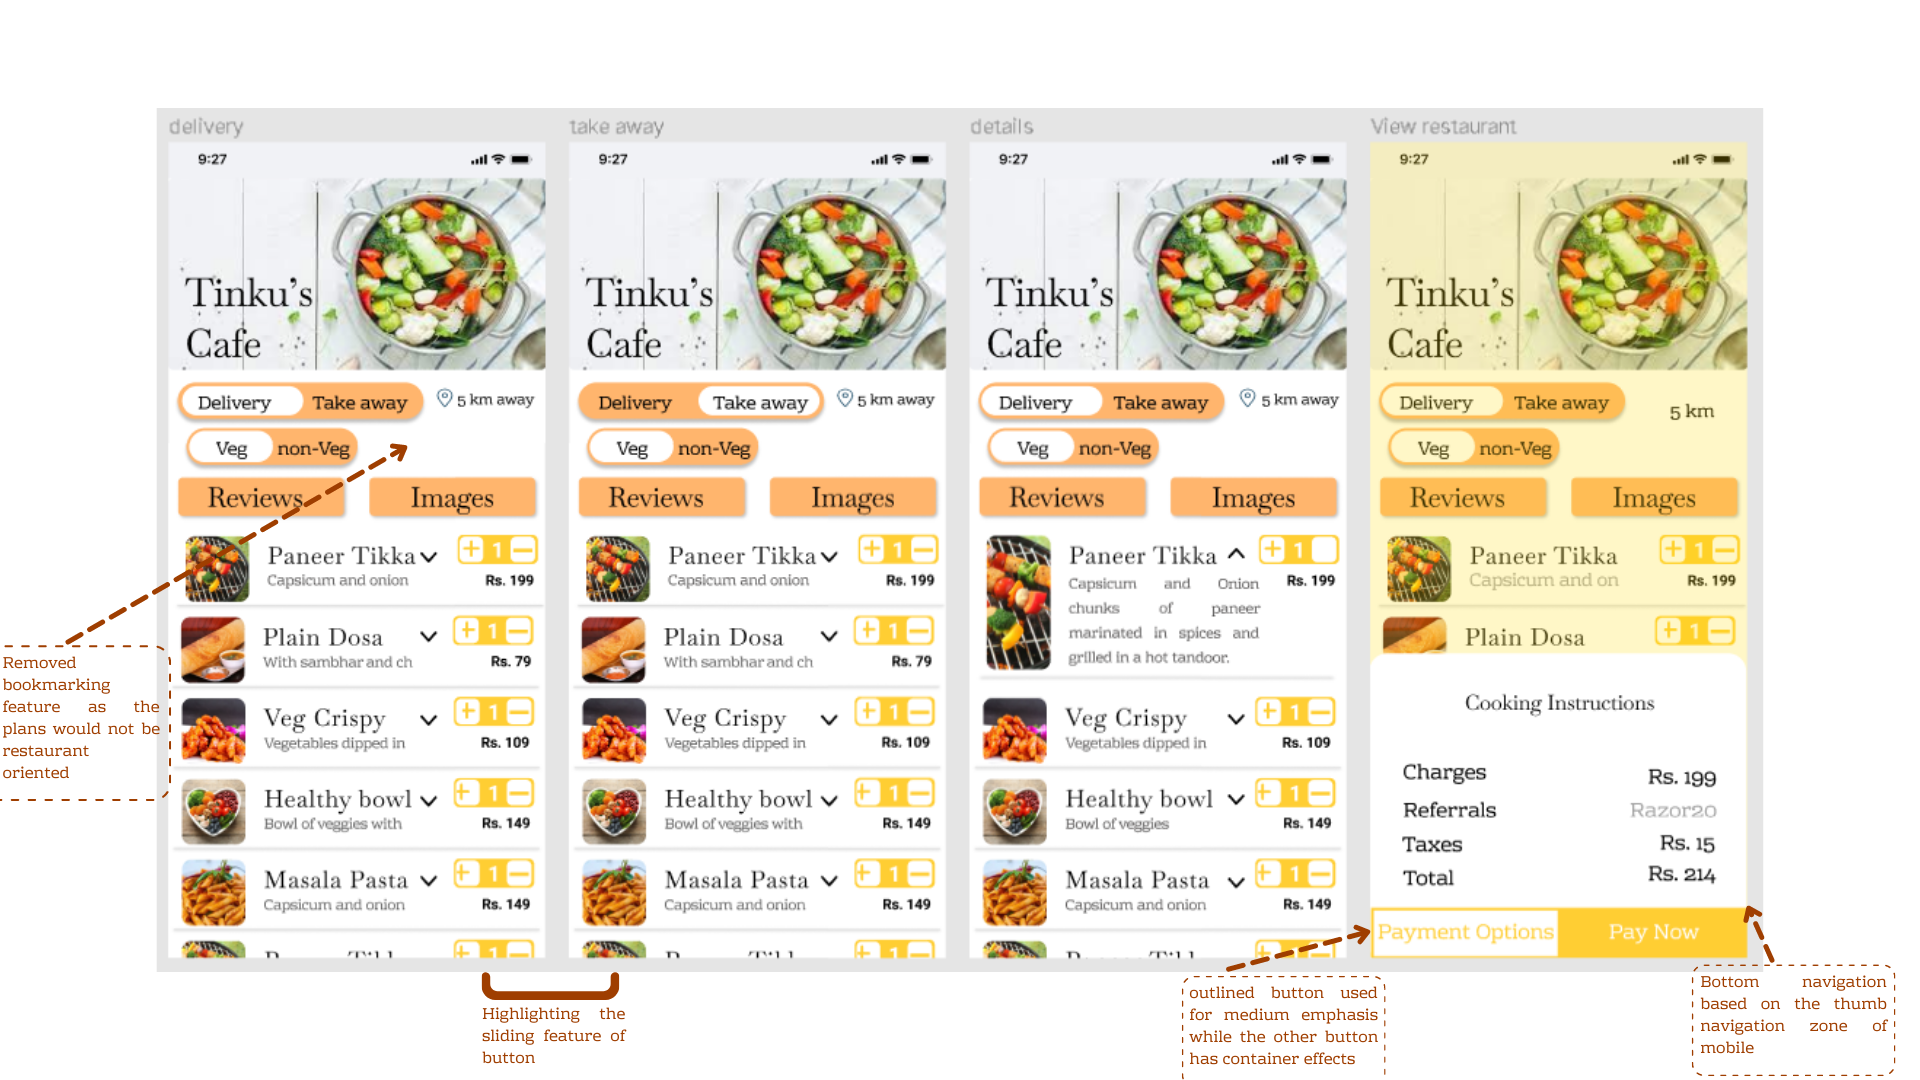 delivery
9:27
Tinku's
Cafe
Delivery Take away 5 km away
Veg non-Veg
Reviews Images
Paneer Tikka + 1 −
Capsicum and onion Rs. 199
Plain Dosa + 1 −
With sambhar and ch Rs. 79
Veg Crispy + 1 −
Vegetables dipped in Rs. 109
Healthy bowl + 1 −
Bowl of veggies with Rs. 149
Masala Pasta + 1 −
Capsicum and onion Rs. 149
take away
9:27
Tinku's
Cafe
Delivery Take away 5 km away
Veg non-Veg
Reviews Images
Paneer Tikka + 1 −
Capsicum and onion Rs. 199
Plain Dosa + 1 −
With sambhar and ch Rs. 79
Veg Crispy + 1 −
Vegetables dipped in Rs. 109
Healthy bowl + 1 −
Bowl of veggies with Rs. 149
Masala Pasta + 1 −
Capsicum and onion Rs. 149
details
9:27
Tinku's
Cafe
Delivery Take away 5 km away
Veg non-Veg
Reviews Images
Paneer Tikka + 1
Capsicum and Onion Rs. 199
chunks of paneer
marinated in spices and
grilled in a hot tandoor.
Veg Crispy + 1 −
Vegetables dipped in Rs. 109
Healthy bowl + 1 −
Bowl of veggies Rs. 149
Masala Pasta + 1 −
Capsicum and onion Rs. 149
View restaurant
9:27
Tinku's
Cafe
Delivery Take away 5 km
Veg non-Veg
Reviews Images
Paneer Tikka + 1 −
Capsicum and on Rs. 199
Plain Dosa + 1 −
Cooking Instructions
Charges Rs. 199
Referrals Razor20
Taxes Rs. 15
Total Rs. 214
Payment Options Pay Now
Removed
bookmarking
feature as the
plans would not be
restaurant
oriented
Highlighting the
sliding feature of
button
outlined button used
for medium emphasis
while the other button
has container effects
Bottom navigation
based on the thumb
navigation zone of
mobile